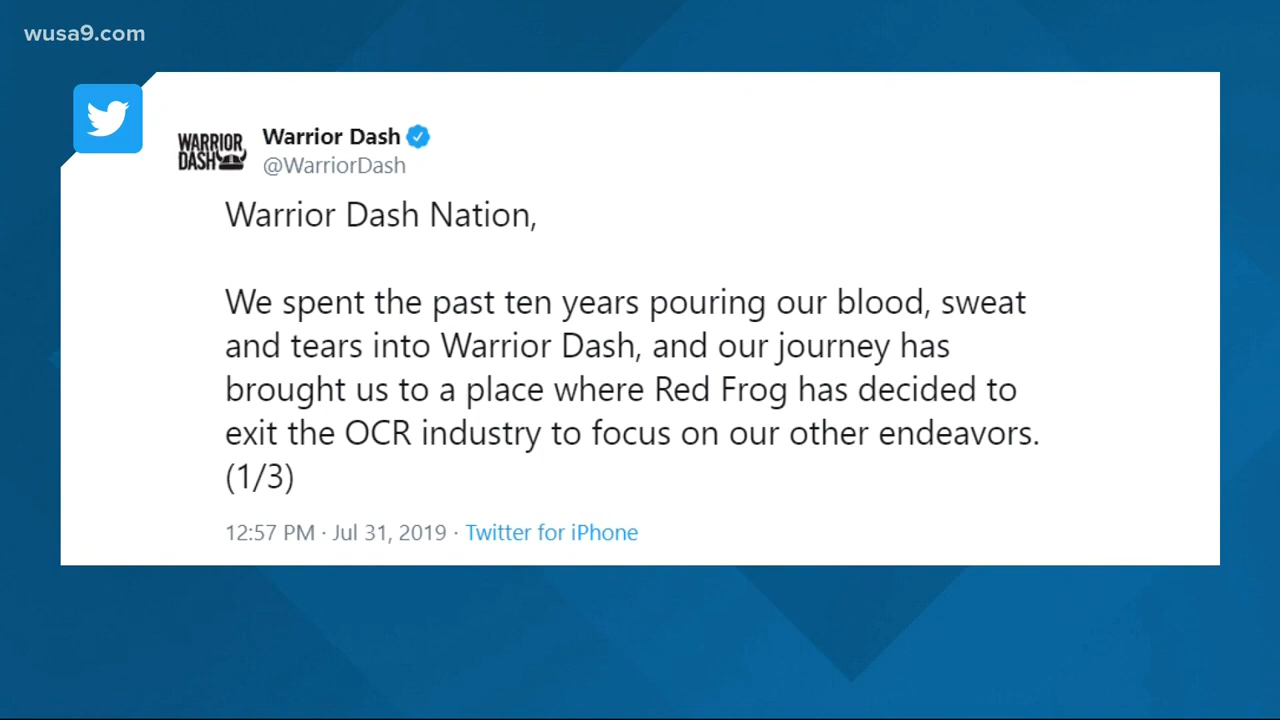 wusa9.com
WARRIOR
DASH
Warrior Dash
@WarriorDash
Warrior Dash Nation,
We spent the past ten years pouring our blood, sweat
and tears into Warrior Dash, and our journey has
brought us to a place where Red Frog has decided to
exit the OCR industry to focus on our other endeavors.
(1/3)
12:57 PM · Jul 31, 2019 · Twitter for iPhone